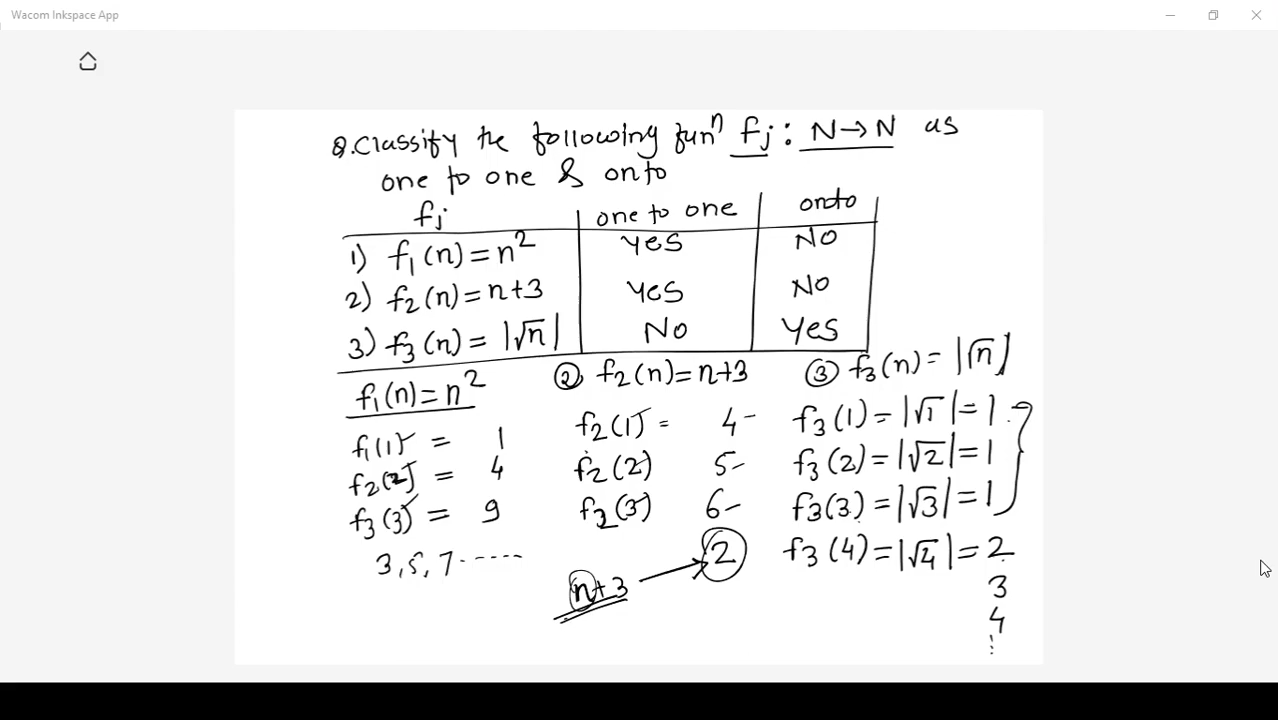 Wacom Inkspace App
Q. Classify the following funⁿ fj : N→N as
one to one & onto
fj | one to one | onto
1) f₁(n) = n² | Yes | No
2) f₂(n) = n+3 | Yes | No
3) f₃(n) = |√n| | No | Yes
f₁(n) = n²
f₁(1) = 1
f₂(2) = 4
f₃(3) = 9
3, 5, 7 .-----
② f₂(n) = n+3
f₂(1) = 4 -
f₂(2) 5 -
f₂(3) 6 -
n+3 → 2
③ f₃(n) = |√n|
f₃(1) = |√1| = 1
f₃(2) = |√2| = 1
f₃(3) = |√3| = 1
f₃(4) = |√4| = 2
3
4
⋮